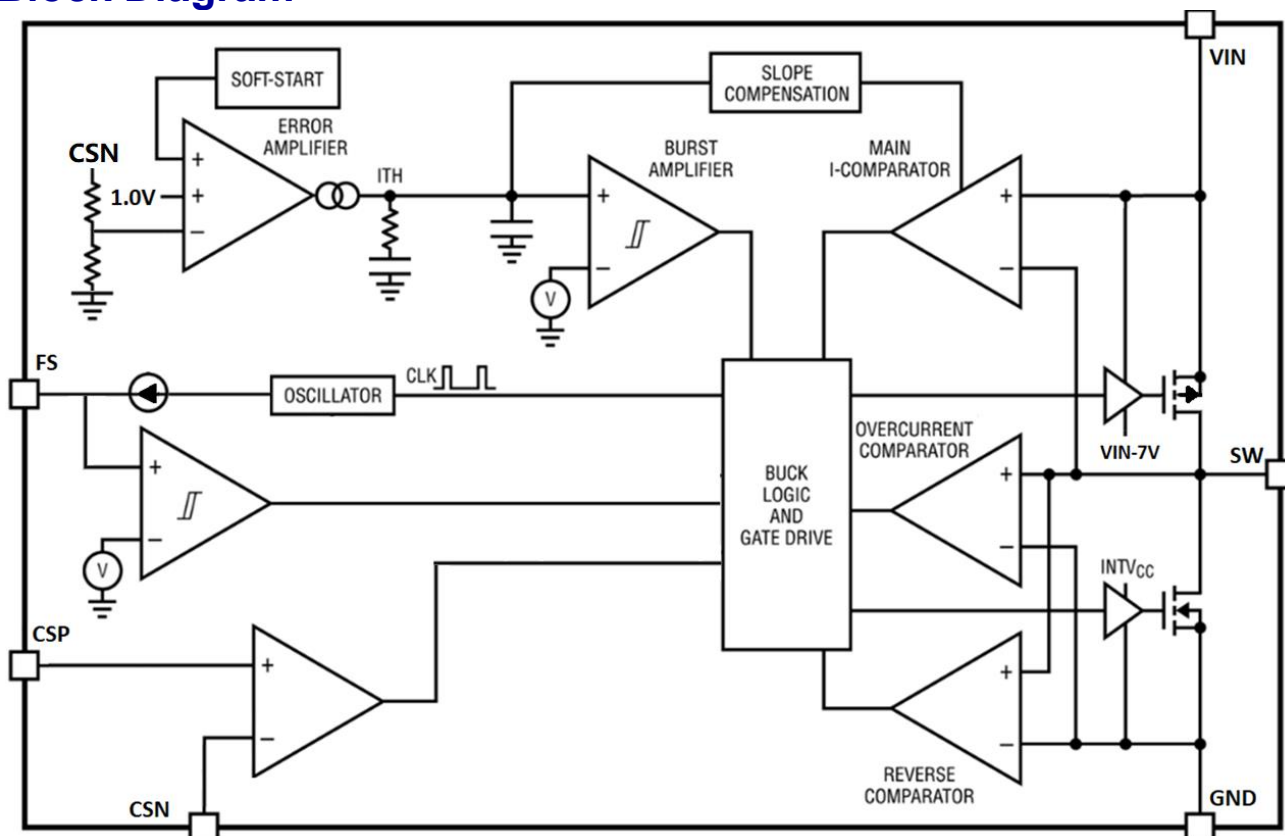 Block Diagram
VIN
SOFT-START
SLOPE
COMPENSATION
ERROR
AMPLIFIER
CSN
+
1.0V
+
−
ITH
BURST
AMPLIFIER
+
−
V
MAIN
I-COMPARATOR
+
−
FS
OSCILLATOR
CLK
+
−
V
BUCK
LOGIC
AND
GATE DRIVE
OVERCURRENT
COMPARATOR
+
−
VIN-7V
SW
INTVCC
CSP
+
−
CSN
REVERSE
COMPARATOR
+
−
GND